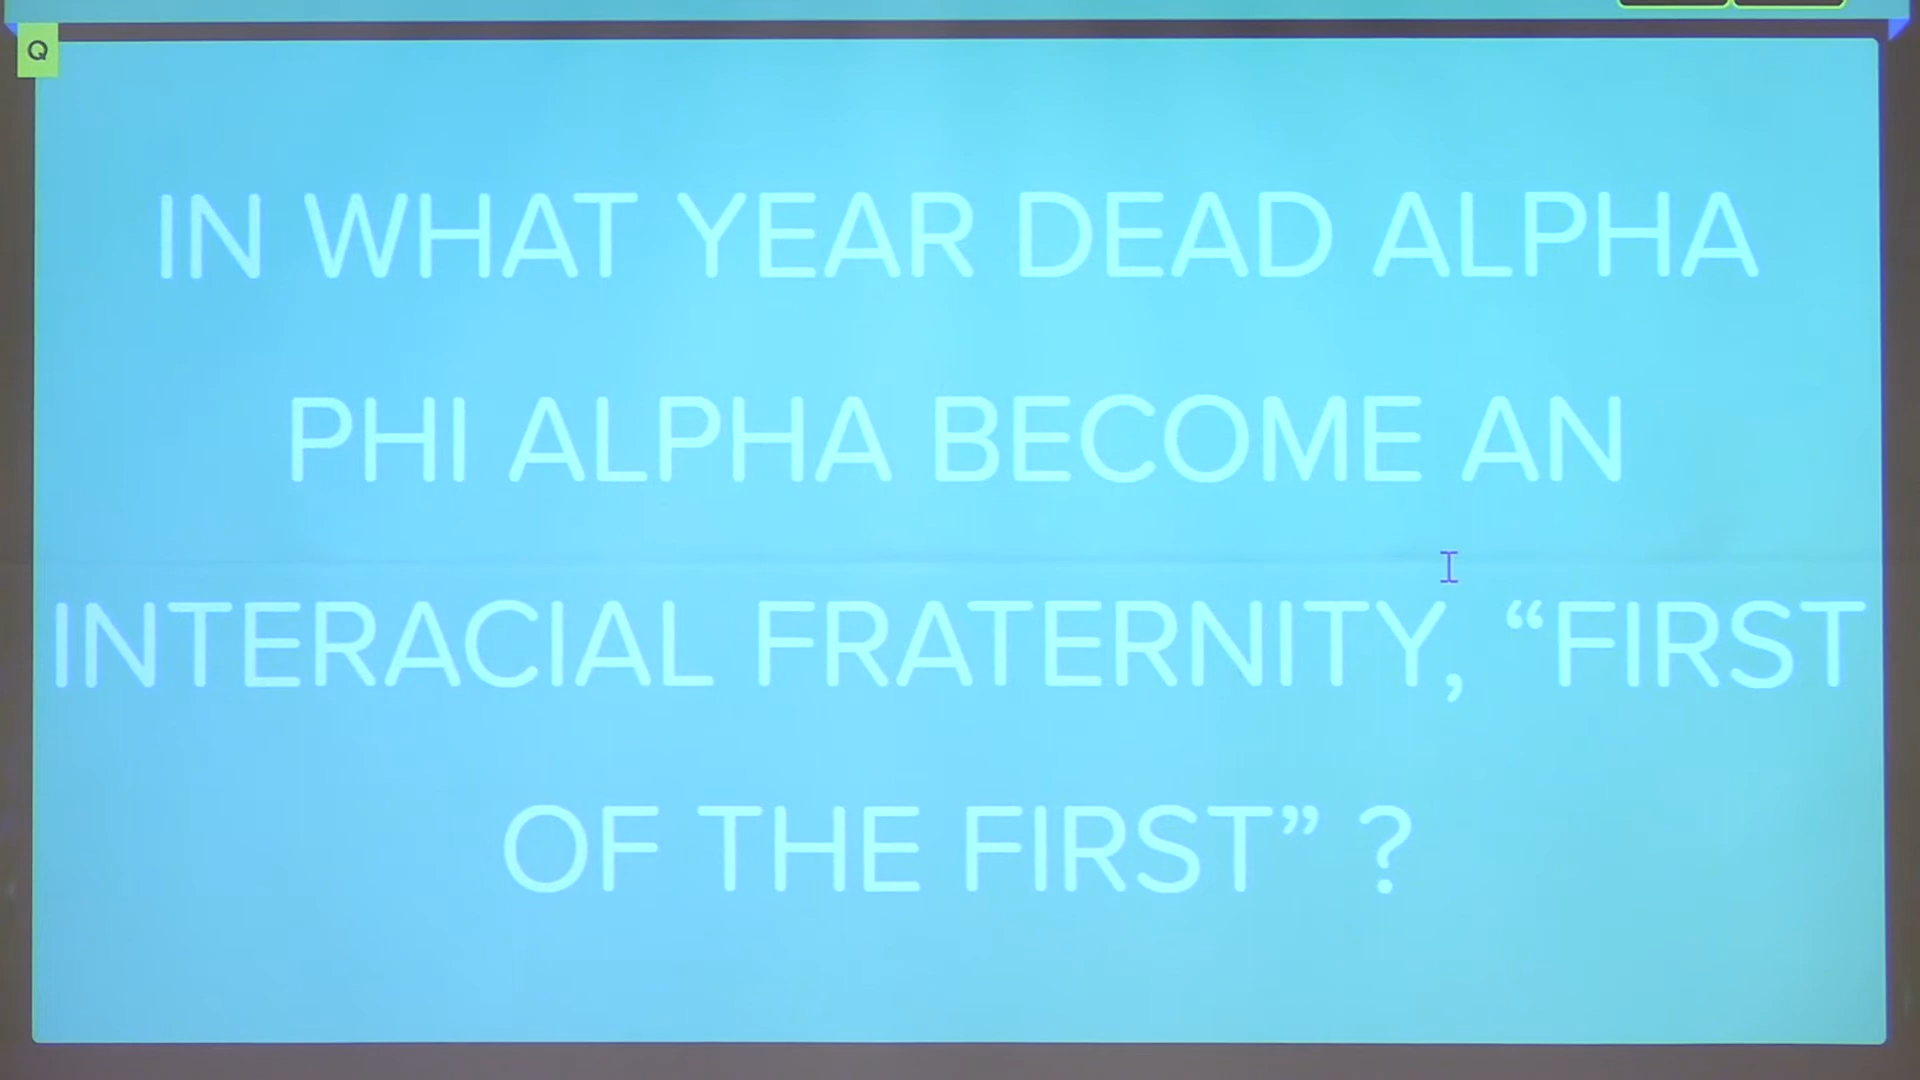 Q
IN WHAT YEAR DEAD ALPHA
PHI ALPHA BECOME AN
INTERACIAL FRATERNITY, “FIRST
OF THE FIRST” ?